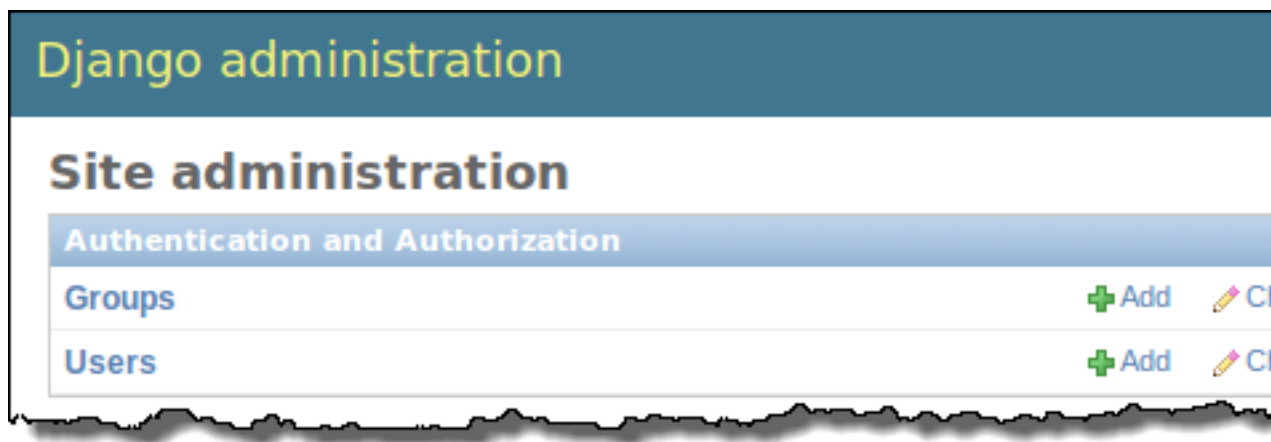 Django administration
Site administration
Authentication and Authorization
Groups Add
Users Add